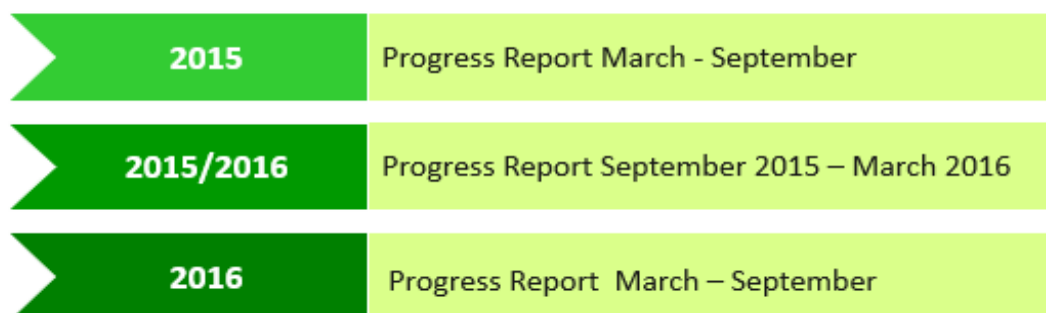 2015
Progress Report March - September
2015/2016
Progress Report September 2015 – March 2016
2016
Progress Report March – September